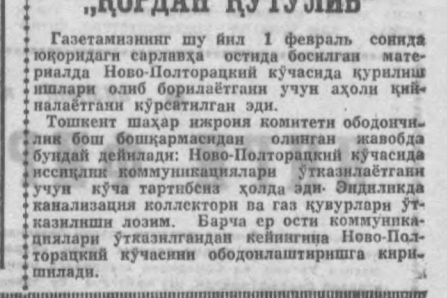 „ҚОРДАН ҚУТУЛИБ“
Газетамизнинг шу йил 1 февраль сонида
юқоридаги сарлавҳа остида босилган мате-
риалда Ново-Полторацкий кўчасида қурилиш
ишлари олиб борилаётгани учун аҳоли қий-
налаётгани кўрсатилган эди.
Тошкент шаҳар ижроия комитети ободончи-
лик бош бошқармасидан олинган жавобда
бундай дейилади: Ново-Полторацкий кўчасида
иссиқлик коммуникациялари ўтказилаётгани
учун кўча тартибсиз ҳолда эди. Эндиликда
канализация коллектори ва газ қувурлари ўт-
казилиши лозим. Барча ер ости коммуника-
циялари ўтказилгандан кейингина Ново-Пол-
торацкий кўчасини ободонлаштиришга кири-
шилади.